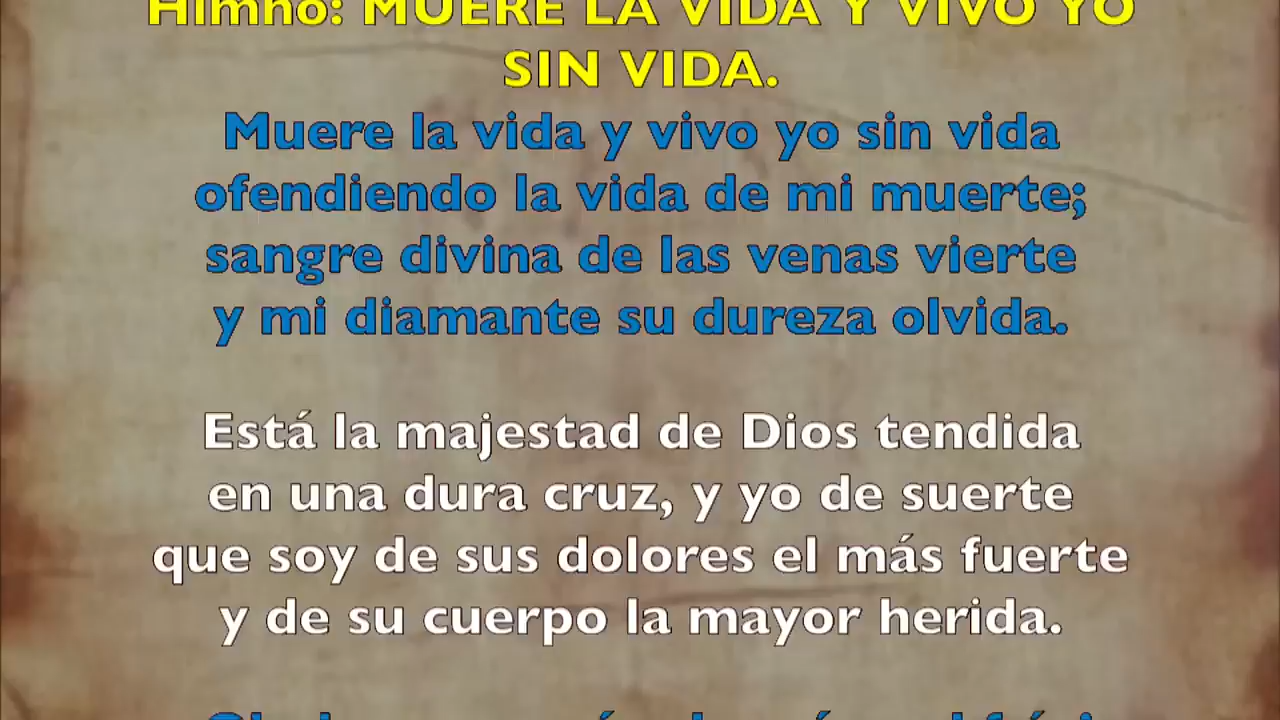 Himno: MUERE LA VIDA Y VIVO YO
SIN VIDA.
Muere la vida y vivo yo sin vida
ofendiendo la vida de mi muerte;
sangre divina de las venas vierte
y mi diamante su dureza olvida.
Está la majestad de Dios tendida
en una dura cruz, y yo de suerte
que soy de sus dolores el más fuerte
y de su cuerpo la mayor herida.